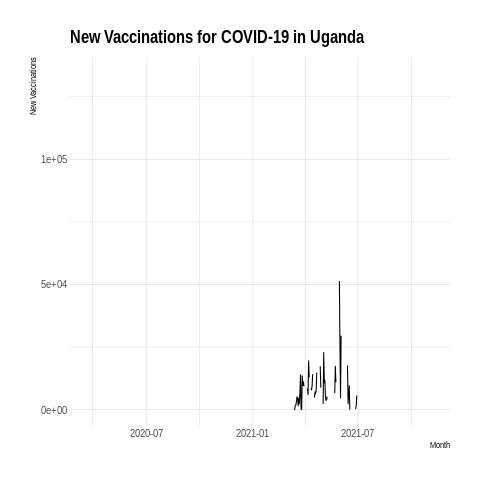 New Vaccinations for COVID-19 in Uganda
New Vaccinations
1e+05
5e+04
0e+00
2020-07
2021-01
2021-07
Month